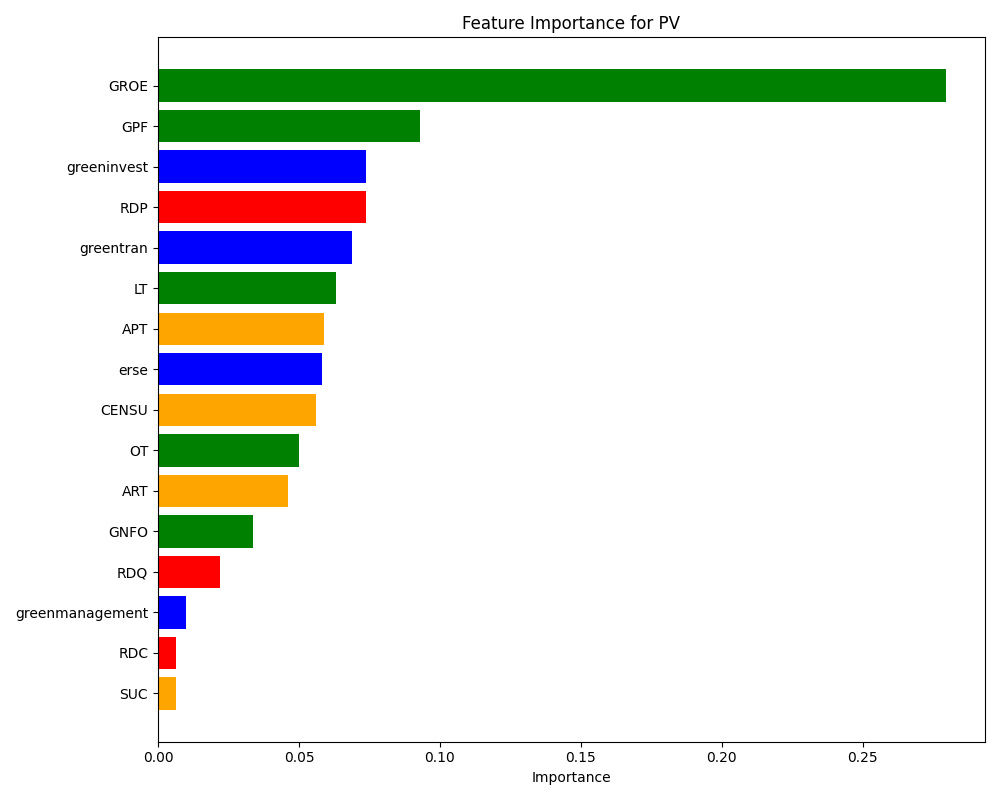 Feature Importance for PV
GROE
GPF
greeninvest
RDP
greentran
LT
APT
erse
CENSU
OT
ART
GNFO
RDQ
greenmanagement
RDC
SUC
0.00 0.05 0.10 0.15 0.20 0.25
Importance